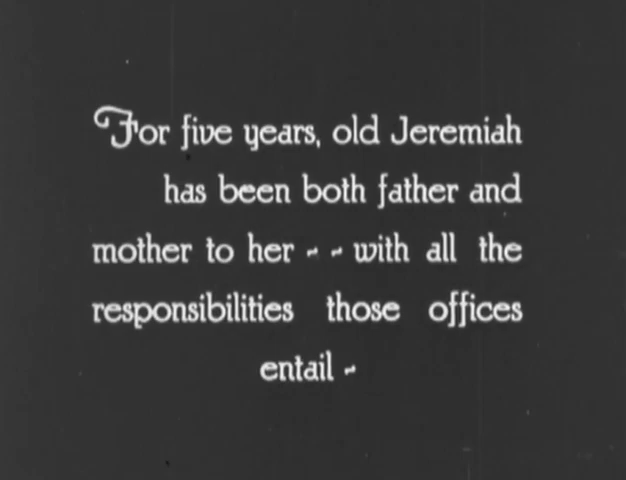 For five years, old Jeremiah
has been both father and
mother to her - - with all the
responsibilities those offices
entail -